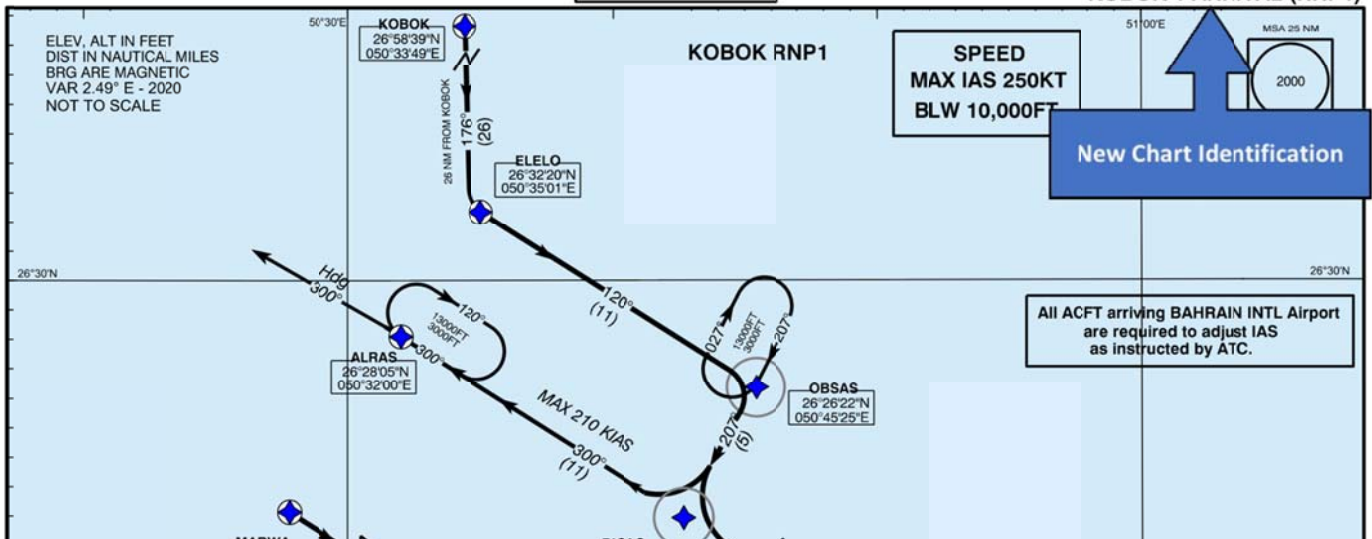 50°30'E
KOBOK
26°58'39"N
050°33'49"E
ELEV, ALT IN FEET
DIST IN NAUTICAL MILES
BRG ARE MAGNETIC
VAR 2.49° E - 2020
NOT TO SCALE
KOBOK RNP1
SPEED
MAX IAS 250KT
BLW 10,000FT
51°00'E
MSA 25 NM
2000
New Chart Identification
26 NM FROM KOBOK
176°
(26)
ELELO
26°32'20"N
050°35'01"E
26°30'N
26°30'N
Hdg
300°
120°
13000FT
3000FT
300°
ALRAS
26°28'05"N
050°32'00"E
120°
(11)
027°
13000FT
3000FT
207°
All ACFT arriving BAHRAIN INTL Airport
are required to adjust IAS
as instructed by ATC.
OBSAS
26°26'22"N
050°45'25"E
MAX 210 KIAS
300°
(11)
207°
(5)